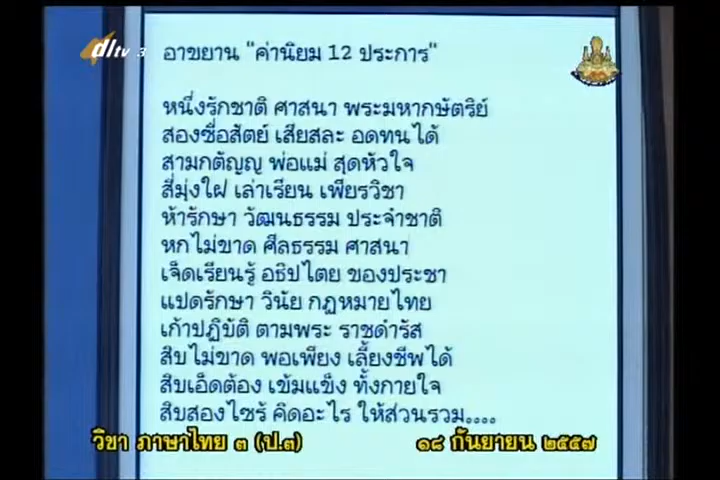 dltv 3
อาขยาน "ค่านิยม 12 ประการ"
หนึ่งรักชาติ ศาสนา พระมหากษัตริย์
สองซื่อสัตย์ เสียสละ อดทนได้
สามกตัญญู พ่อแม่ สุดหัวใจ
สี่มุ่งใฝ่ เล่าเรียน เพียรวิชา
ห้ารักษา วัฒนธรรม ประจำชาติ
หกไม่ขาด ศีลธรรม ศาสนา
เจ็ดเรียนรู้ อธิปไตย ของประชา
แปดรักษา วินัย กฏหมายไทย
เก้าปฏิบัติ ตามพระ ราชดำรัส
สิบไม่ขาด พอเพียง เลี้ยงชีพได้
สิบเอ็ดต้อง เข้มแข็ง ทั้งกายใจ
สิบสองไซร้ คิดอะไร ให้ส่วนรวม....
วิชา ภาษาไทย ๓ (ป.๓) ๑๘ กันยายน ๒๕๕๗